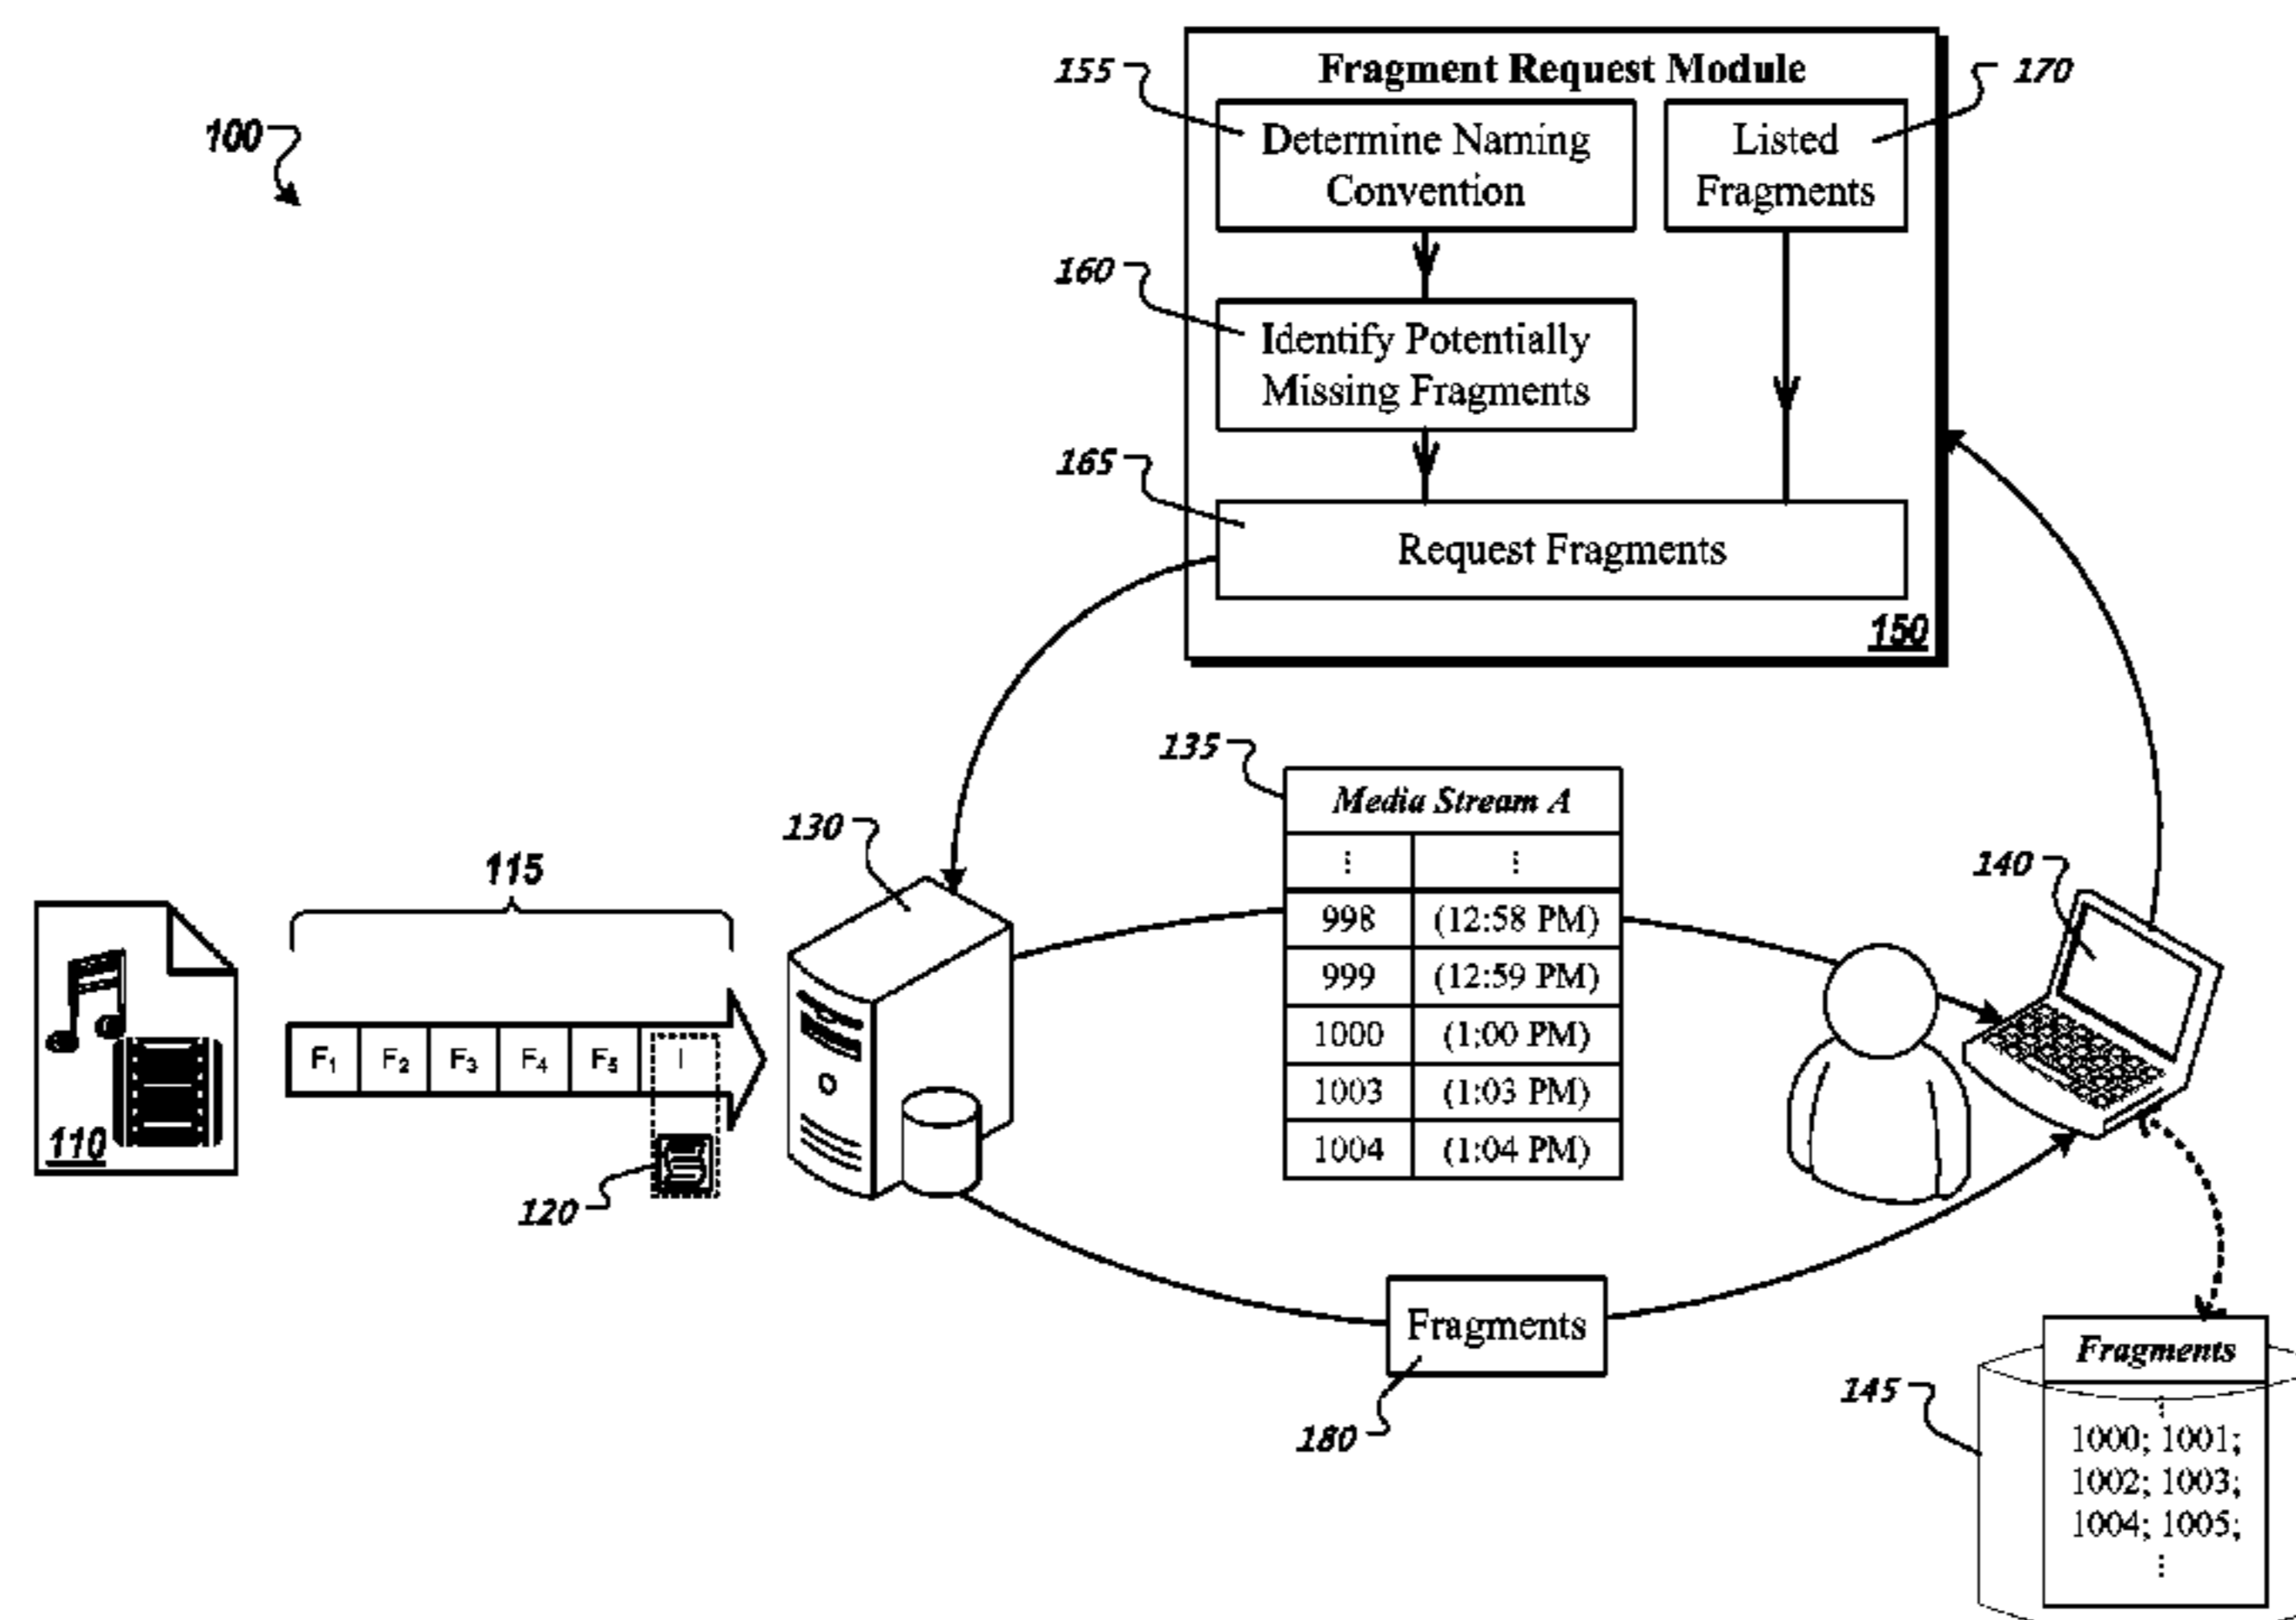 100
155
Fragment Request Module
170
Determine Naming
Convention
Listed
Fragments
160
Identify Potentially
Missing Fragments
165
Request Fragments
150
135
Media Stream A
⋮ ⋮
998 (12:58 PM)
999 (12:59 PM)
1000 (1:00 PM)
1003 (1:03 PM)
1004 (1:04 PM)
130
140
115
F1 F2 F3 F4 F5 I
110
120
Fragments
180
145
Fragments
⋮
1000; 1001;
1002; 1003;
1004; 1005;
⋮